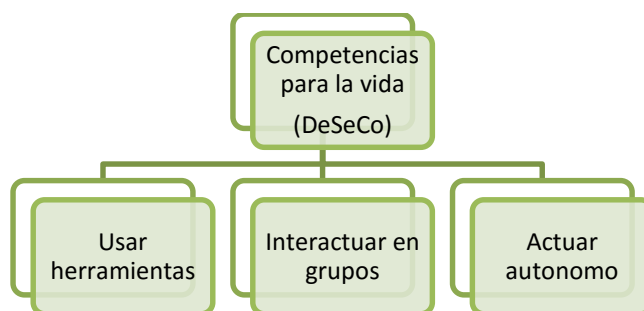 Competencias
para la vida
(DeSeCo)
Usar
herramientas
Interactuar en
grupos
Actuar
autonomo